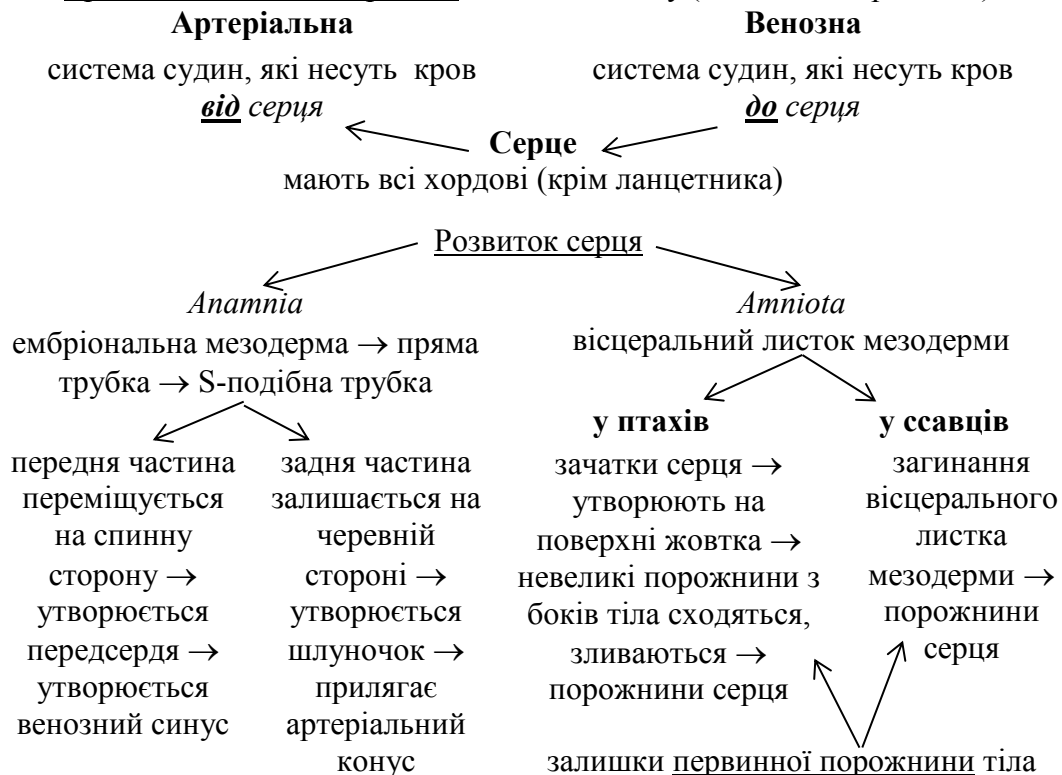 Артеріальна
система судин, які несуть кров
від серця
Венозна
система судин, які несуть кров
до серця
Серце
мають всі хордові (крім ланцетника)
Розвиток серця
Anamnia
ембріональна мезодерма → пряма
трубка → S-подібна трубка
передня частина
переміщується
на спинну
сторону →
утворюється
передсердя →
утворюється
венозний синус
задня частина
залишається на
черевній
стороні →
утворюється
шлуночок →
прилягає
артеріальний
конус
Amniota
вісцеральний листок мезодерми
у птахів
зачатки серця →
утворюють на
поверхні жовтка →
невеликі порожнини з
боків тіла сходяться,
зливаються →
порожнини серця
у ссавців
загинання
вісцерального
листка
мезодерми →
порожнини
серця
залишки первинної порожнини тіла